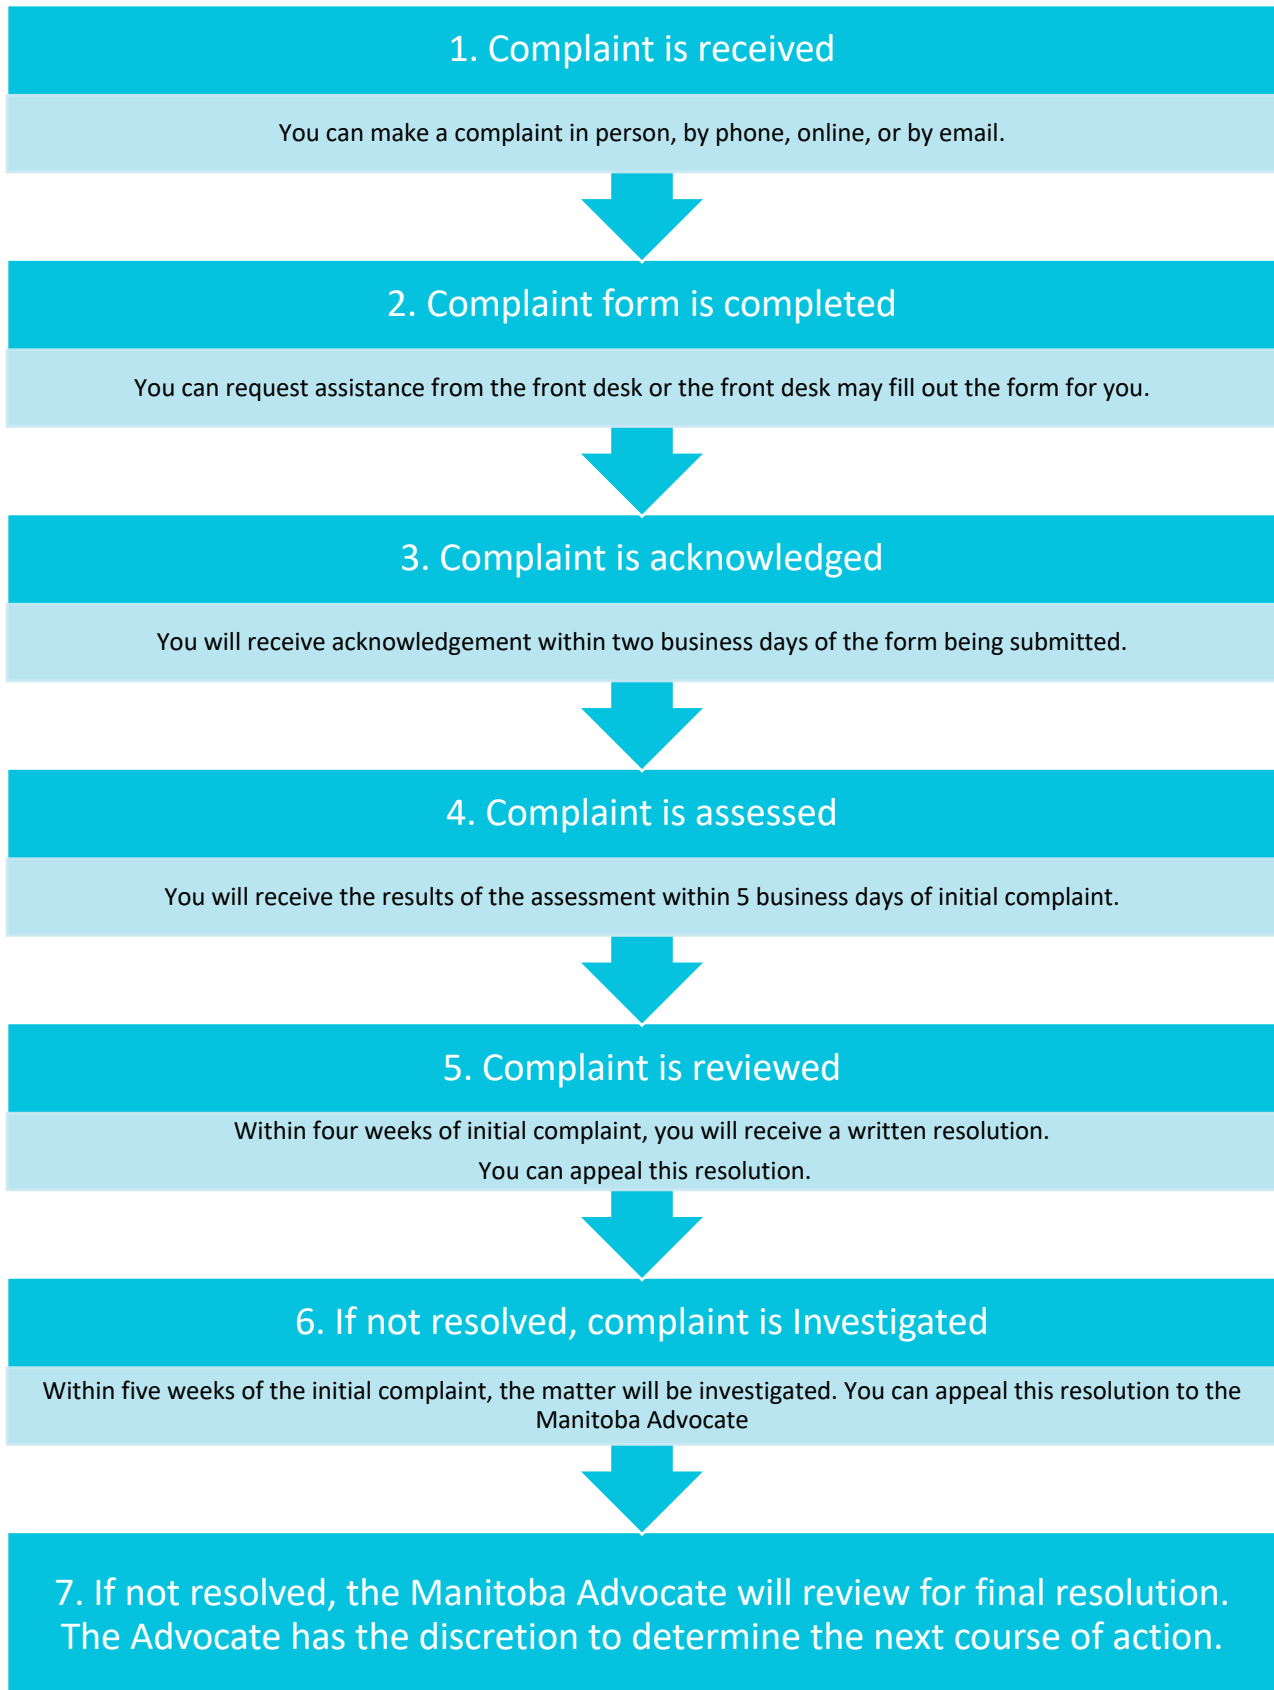 1. Complaint is received
You can make a complaint in person, by phone, online, or by email.
2. Complaint form is completed
You can request assistance from the front desk or the front desk may fill out the form for you.
3. Complaint is acknowledged
You will receive acknowledgement within two business days of the form being submitted.
4. Complaint is assessed
You will receive the results of the assessment within 5 business days of initial complaint.
5. Complaint is reviewed
Within four weeks of initial complaint, you will receive a written resolution.
You can appeal this resolution.
6. If not resolved, complaint is Investigated
Within five weeks of the initial complaint, the matter will be investigated. You can appeal this resolution to the
Manitoba Advocate
7. If not resolved, the Manitoba Advocate will review for final resolution.
The Advocate has the discretion to determine the next course of action.